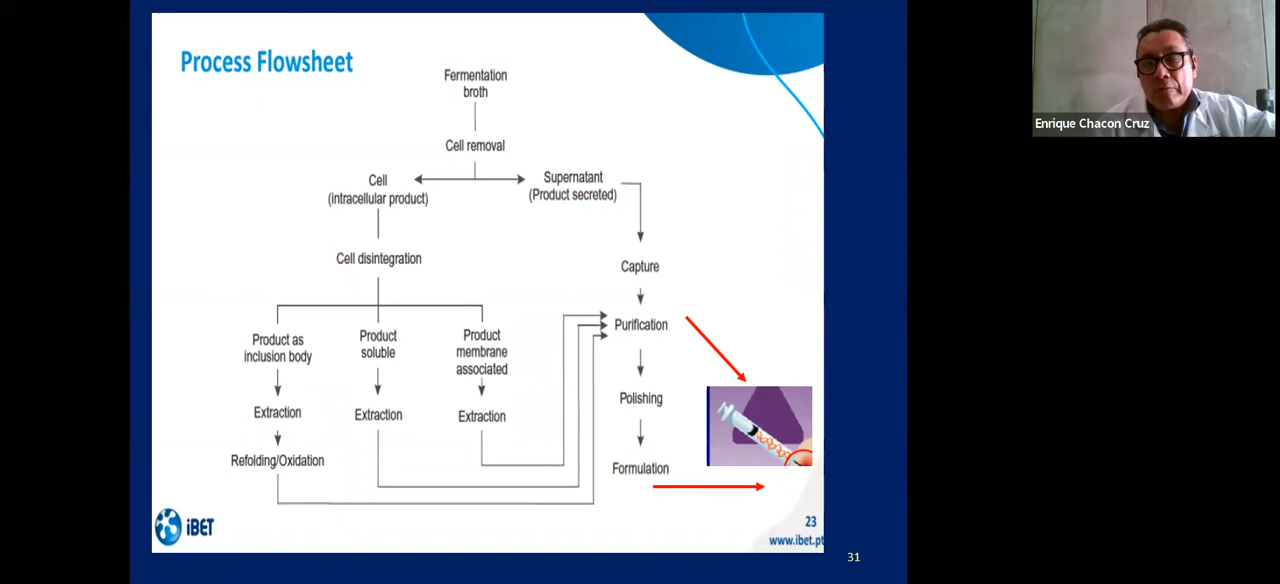 Process Flowsheet
Fermentation
broth
Cell removal
Cell
(intracellular product)
Supernatant
(Product secreted)
Cell disintegration
Capture
Product as
inclusion body
Product
soluble
Product
membrane
associated
Purification
Extraction
Extraction
Extraction
Polishing
Refolding/Oxidation
Formulation
iBET
23
www.ibet.pt
31
Enrique Chacon Cruz